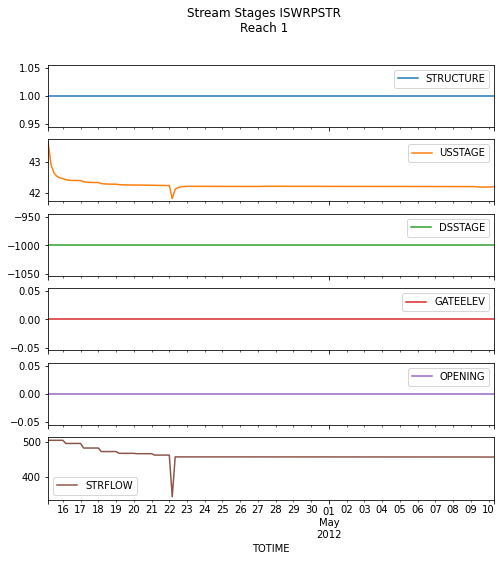 Stream Stages ISWRPSTR
Reach 1
1.05
STRUCTURE
1.00
0.95
USSTAGE
43
42
−950
DSSTAGE
−1000
−1050
0.05
GATEELEV
0.00
−0.05
0.05
OPENING
0.00
−0.05
500
400
STRFLOW
16 17 18 19 20 21 22 23 24 25 26 27 28 29 30 01 02 03 04 05 06 07 08 09 10
May
2012
TOTIME